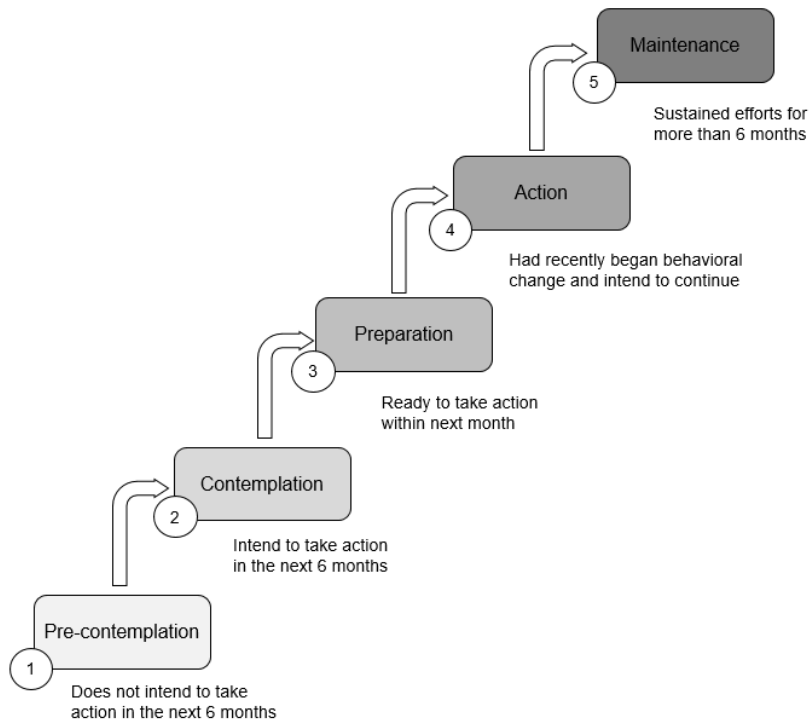 Maintenance
5
Sustained efforts for
more than 6 months
Action
4
Had recently began behavioral
change and intend to continue
Preparation
3
Ready to take action
within next month
Contemplation
2
Intend to take action
in the next 6 months
Pre-contemplation
1
Does not intend to take
action in the next 6 months